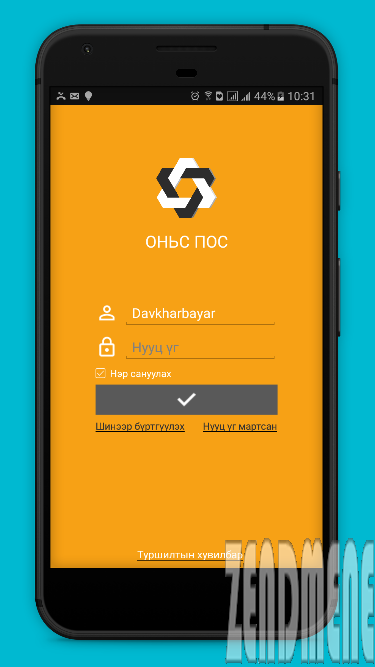 44% 10:31
ОНЬС ПОС
Davkharbayar
Нууц үг
Нэр сануулах
Шинээр бүртгүүлэх Нууц үг мартсан
Туршилтын хувилбар
ZENDMENE